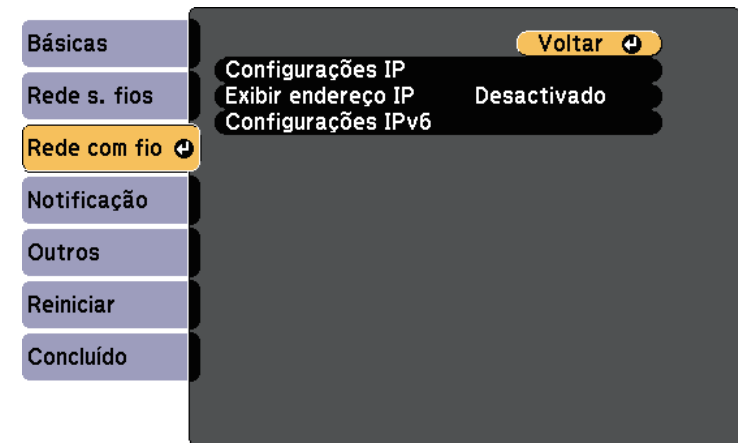 Básicas
Rede s. fios
Rede com fio
Notificação
Outros
Reiniciar
Concluído
Voltar
Configurações IP
Exibir endereço IP Desactivado
Configurações IPv6